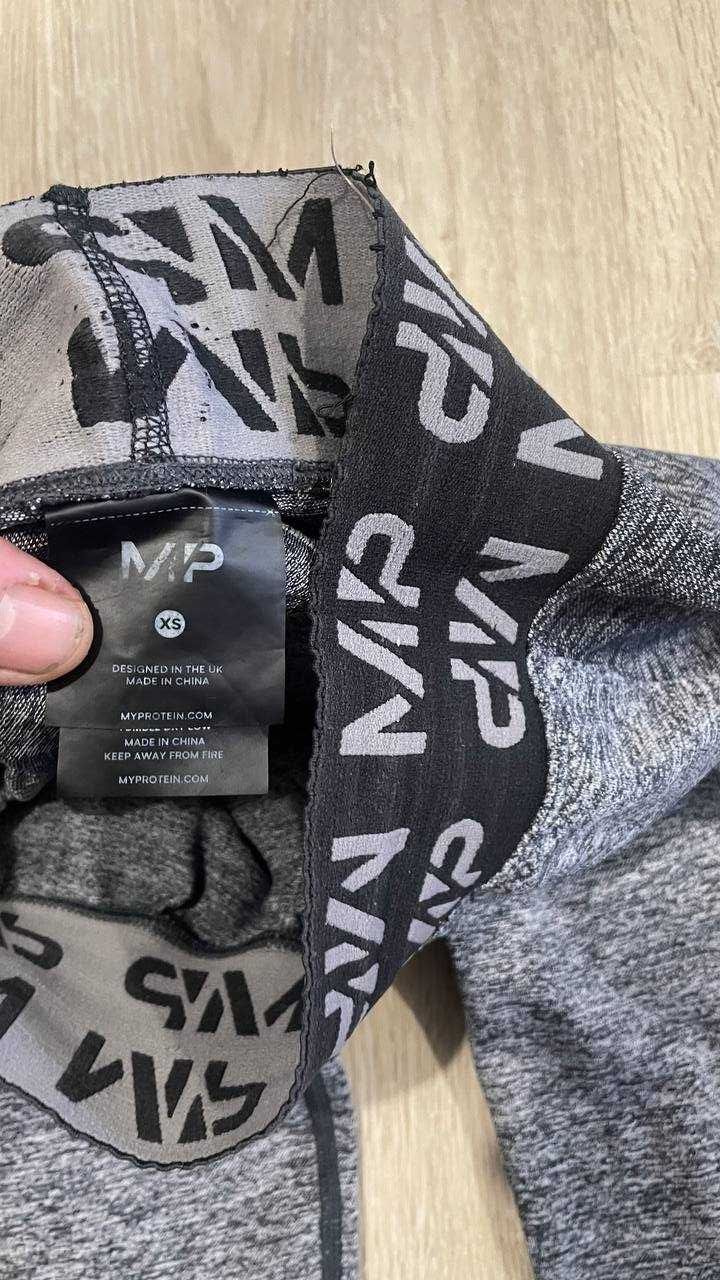 MP
XS
DESIGNED IN THE UK
MADE IN CHINA
MYPROTEIN.COM
MADE IN CHINA
KEEP AWAY FROM FIRE
MYPROTEIN.COM
MP
MP
MP